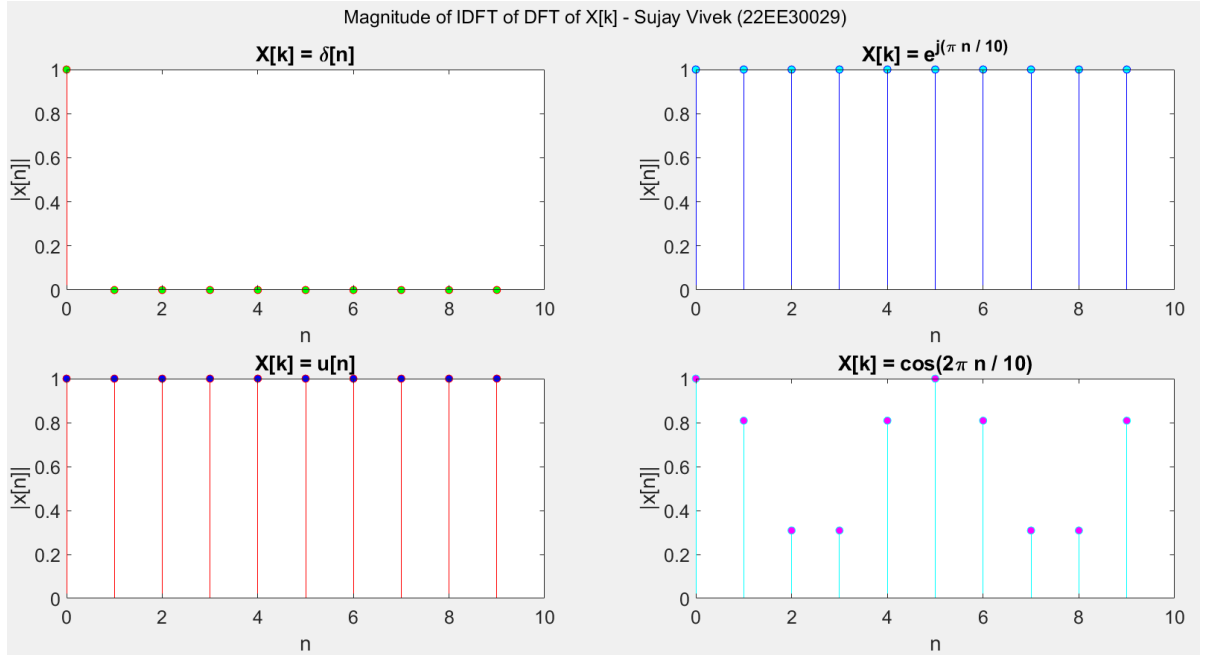 Magnitude of IDFT of DFT of X[k] - Sujay Vivek (22EE30029)
X[k] = δ[n]
|x[n]|
1
0.8
0.6
0.4
0.2
0
0 2 4 6 8 10
n
X[k] = e^{j(π n / 10)}
|x[n]|
1
0.8
0.6
0.4
0.2
0
0 2 4 6 8 10
n
X[k] = u[n]
|x[n]|
1
0.8
0.6
0.4
0.2
0
0 2 4 6 8 10
n
X[k] = cos(2π n / 10)
|x[n]|
1
0.8
0.6
0.4
0.2
0
0 2 4 6 8 10
n